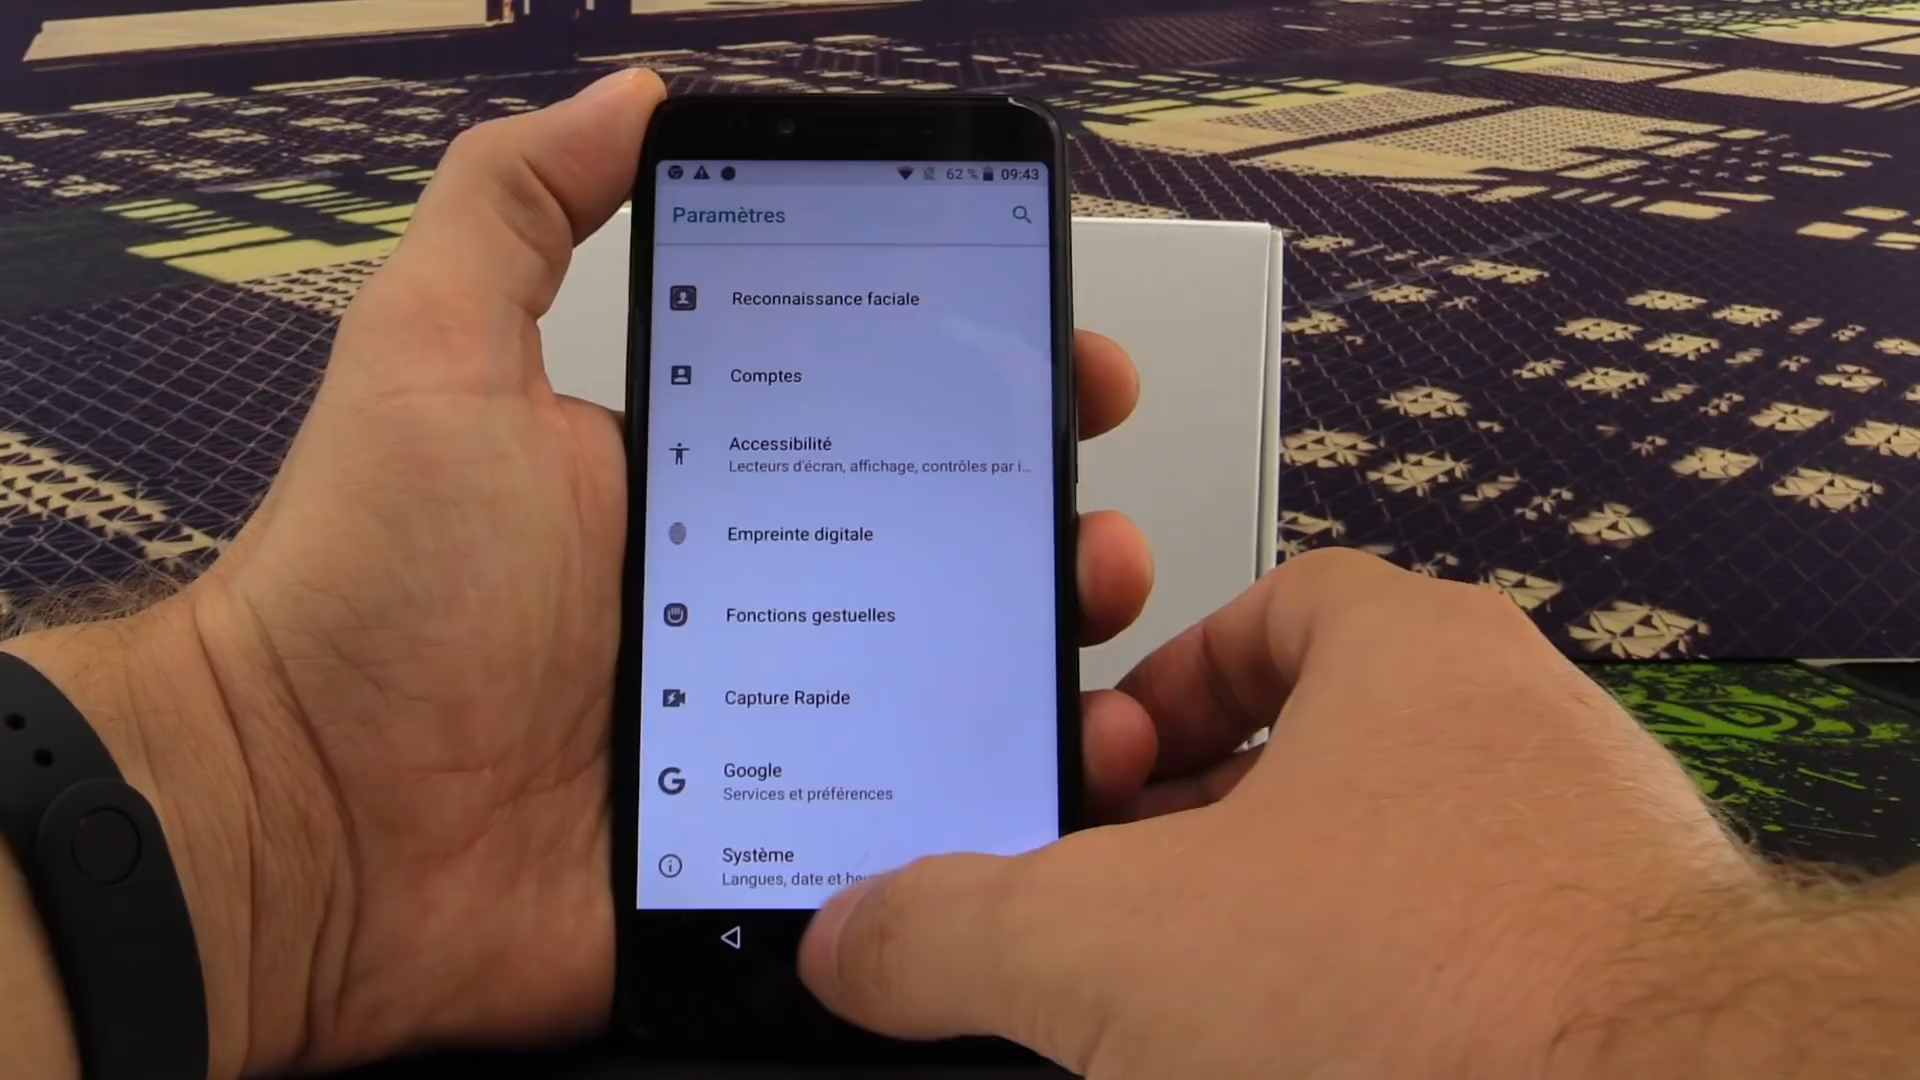 62 % 09:43
Paramètres
Reconnaissance faciale
Comptes
Accessibilité
Lecteurs d'écran, affichage, contrôles par i...
Empreinte digitale
Fonctions gestuelles
Capture Rapide
Google
Services et préférences
Système
Langues, date et